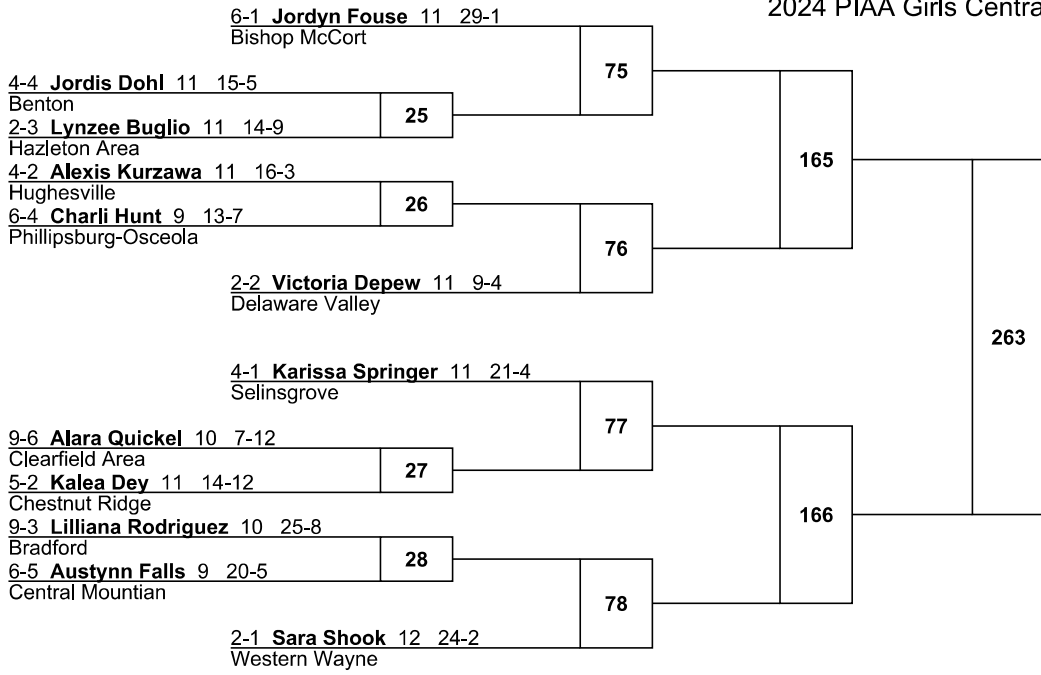 2024 PIAA Girls Centra
6-1 Jordyn Fouse 11 29-1
Bishop McCort
75
4-4 Jordis Dohl 11 15-5
Benton
25
2-3 Lynzee Buglio 11 14-9
Hazleton Area
165
4-2 Alexis Kurzawa 11 16-3
Hughesville
26
6-4 Charli Hunt 9 13-7
Phillipsburg-Osceola
76
2-2 Victoria Depew 11 9-4
Delaware Valley
263
4-1 Karissa Springer 11 21-4
Selinsgrove
77
9-6 Alara Quickel 10 7-12
Clearfield Area
27
5-2 Kalea Dey 11 14-12
Chestnut Ridge
166
9-3 Lilliana Rodriguez 10 25-8
Bradford
28
6-5 Austynn Falls 9 20-5
Central Mountian
78
2-1 Sara Shook 12 24-2
Western Wayne